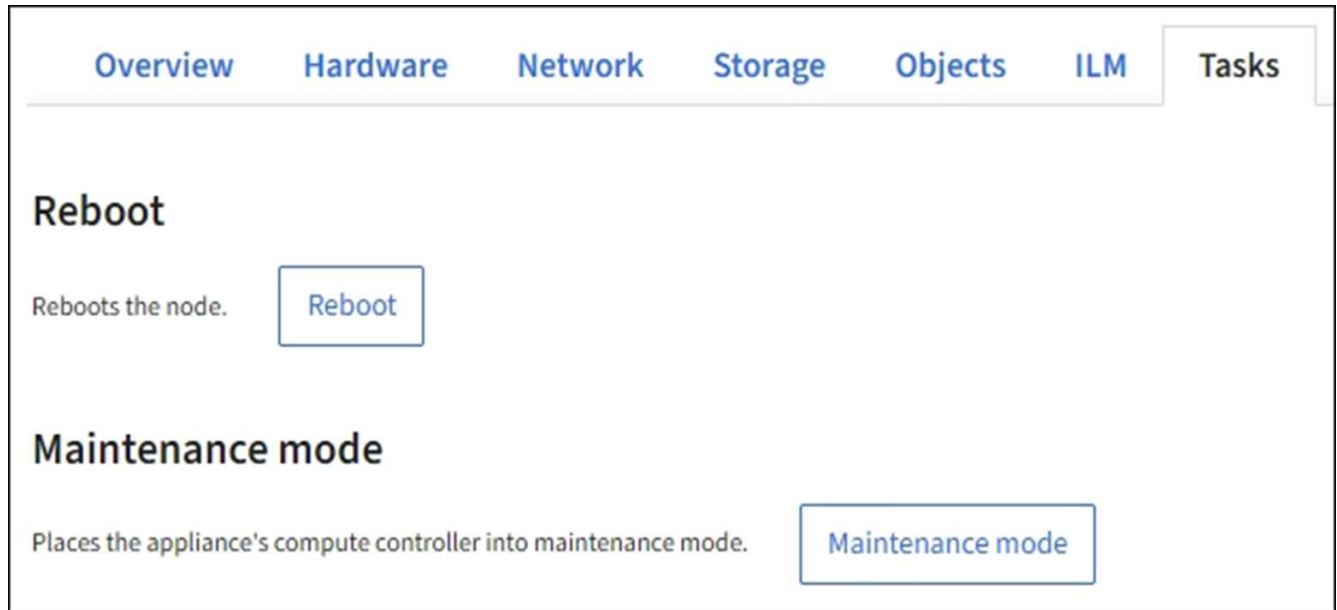 Overview Hardware Network Storage Objects ILM Tasks
Reboot
Reboots the node. Reboot
Maintenance mode
Places the appliance's compute controller into maintenance mode. Maintenance mode